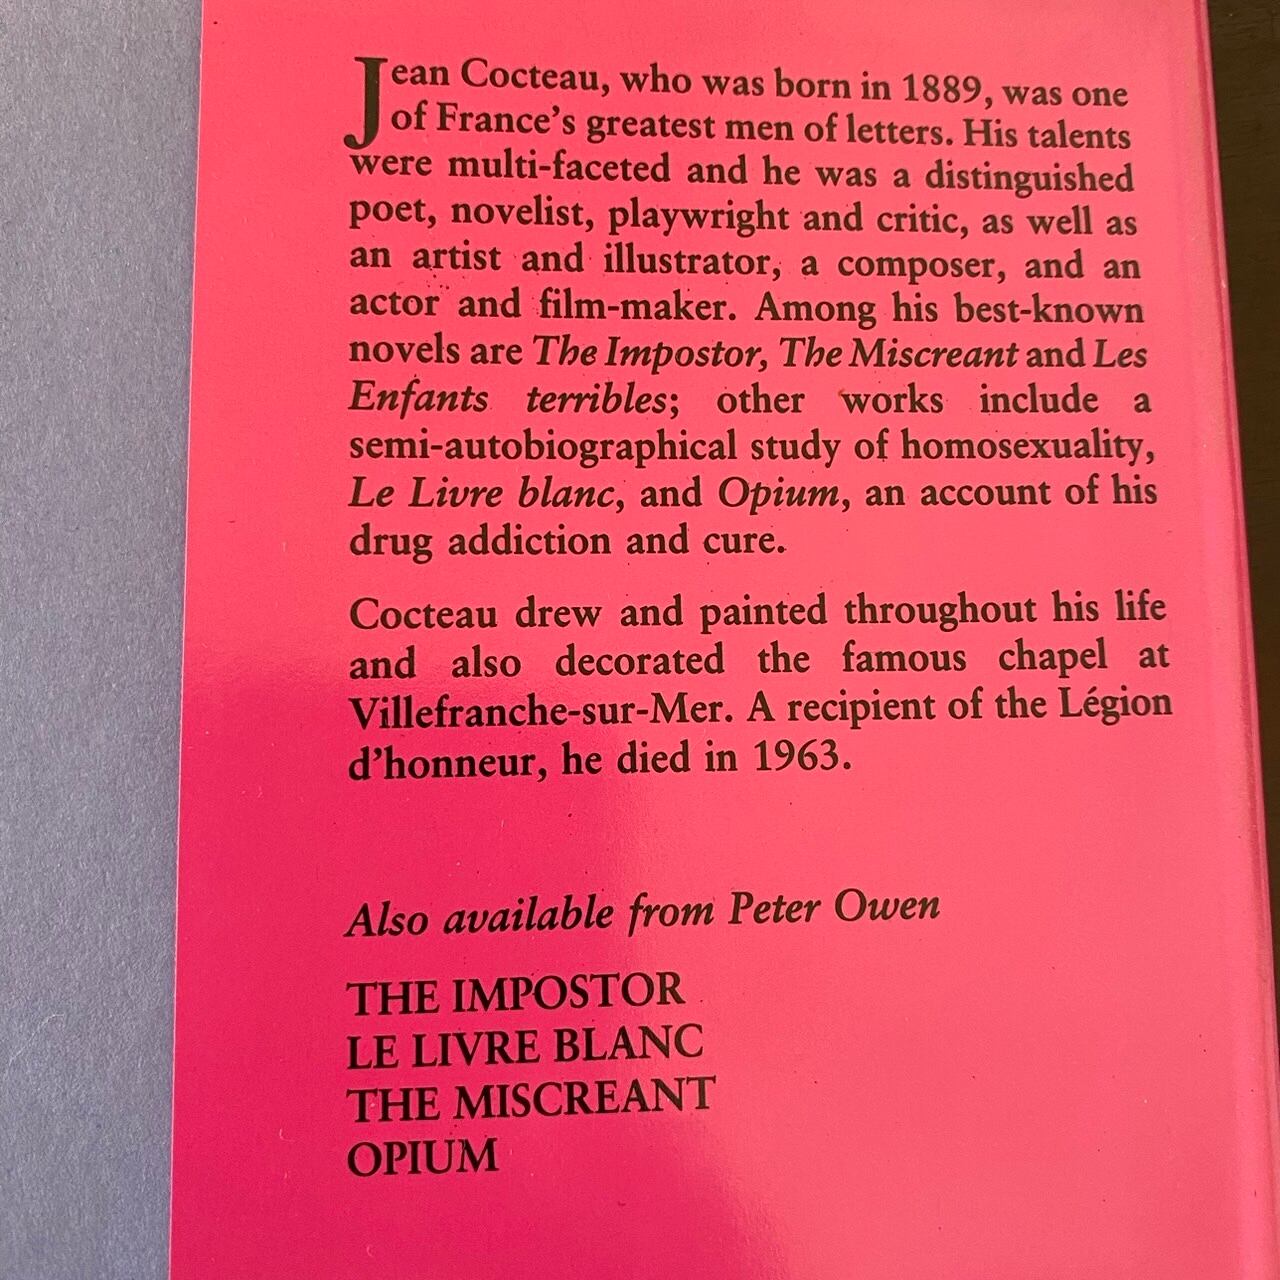 Jean Cocteau, who was born in 1889, was one
of France's greatest men of letters. His talents
were multi-faceted and he was a distinguished
poet, novelist, playwright and critic, as well as
an artist and illustrator, a composer, and an
actor and film-maker. Among his best-known
novels are The Impostor, The Miscreant and Les
Enfants terribles; other works include a
semi-autobiographical study of homosexuality,
Le Livre blanc, and Opium, an account of his
drug addiction and cure.
Cocteau drew and painted throughout his life
and also decorated the famous chapel at
Villefranche-sur-Mer. A recipient of the Légion
d'honneur, he died in 1963.
Also available from Peter Owen
THE IMPOSTOR
LE LIVRE BLANC
THE MISCREANT
OPIUM